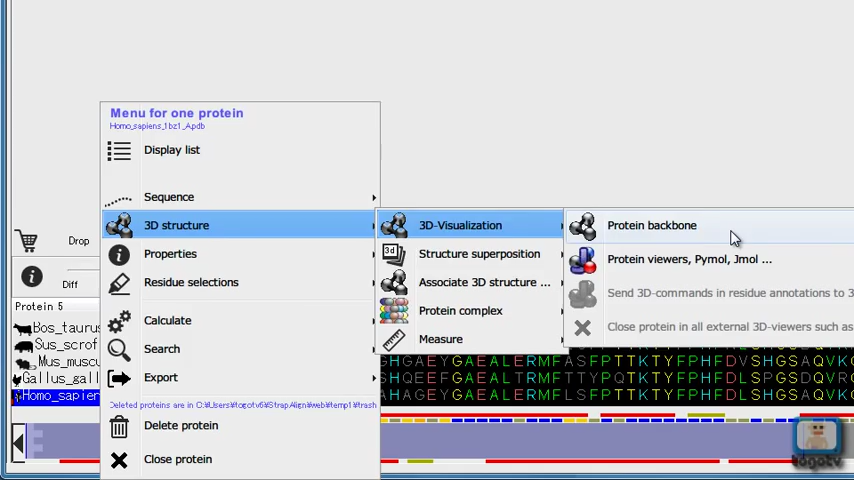 Menu for one protein
Homo_sapiens_1bz1_A.pdb
Display list
Sequence
3D structure
3D-Visualization
Protein backbone
Drop
Properties
Structure superposition
Protein viewers, Pymol, Jmol ...
Diff
Residue selections
Associate 3D structure ...
Send 3D-commands in residue annotations to 3
Protein 5
Calculate
Protein complex
Close protein in all external 3D-viewers such as
Bos_taurus
Sus_scrof
Search
Measure
Mus_muscu
GHGAEYGAEALERMFASFPTTKTYFPHFDVSHGSAQVKG
Gallus_gall
Export
SHQEEFGAEALTRMFTTYPQTKTYFPHFDLSPGSDQVRG
Homo_sapien
AHAGEYGAEALERMFLSFPTTKTYFPHFDLSHGSAQVKG
Deleted proteins are in C:¥Users¥togotv6¥StrapAlign¥web¥temp1¥trash
Delete protein
Close protein
togotv